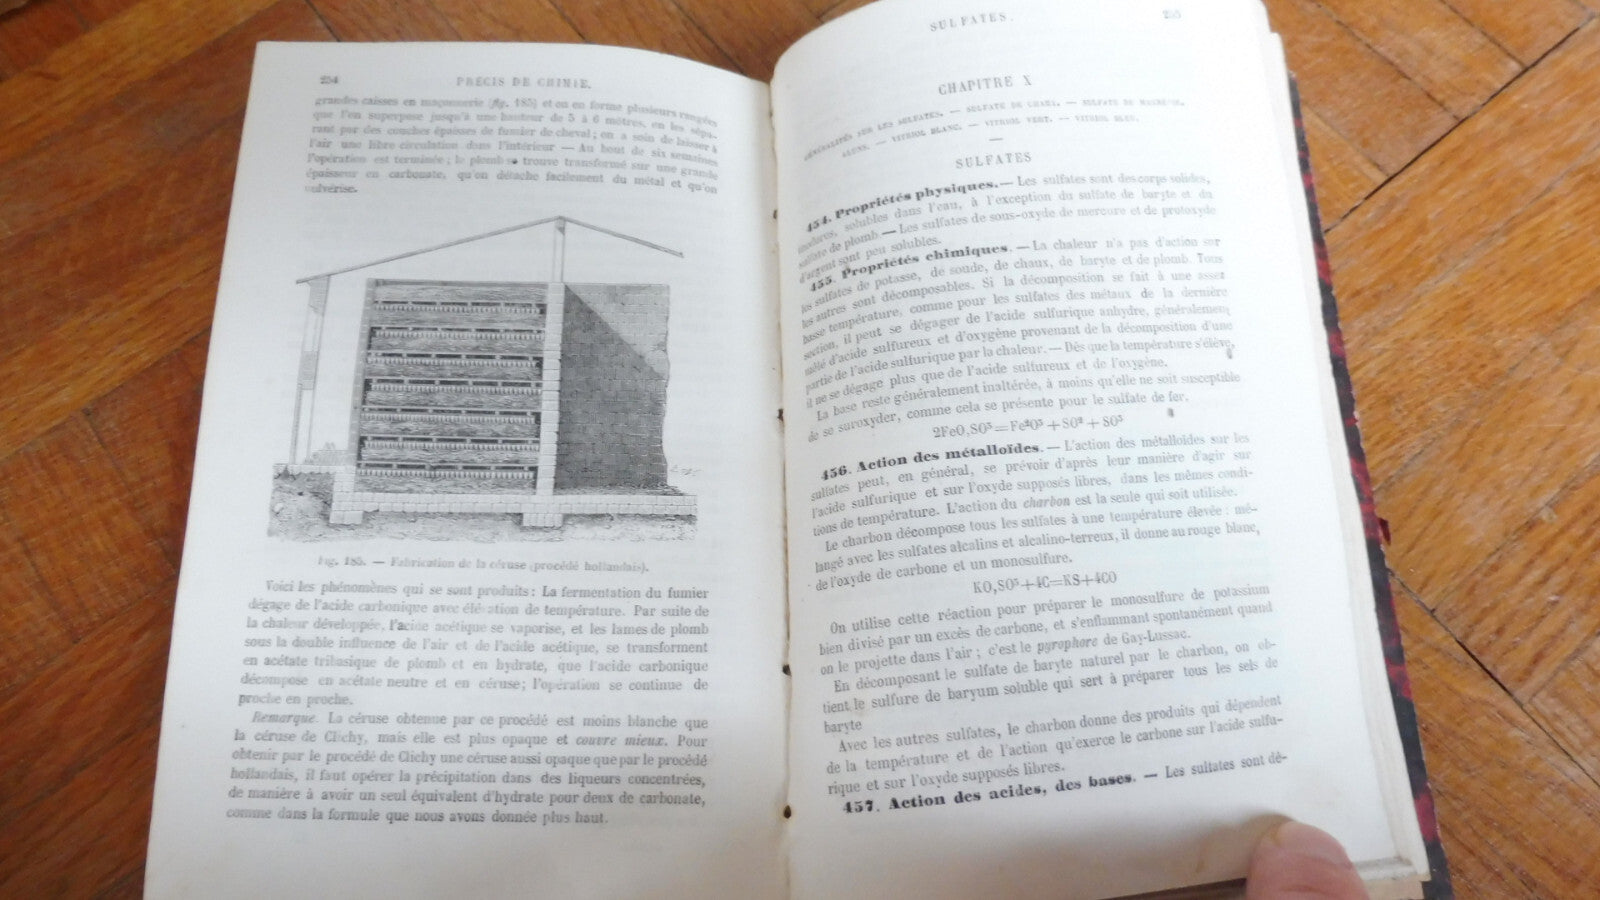 254
PRÉCIS DE CHIMIE.
grandes caisses en maçonnerie (fig. 185) et on en forme plusieurs rangées
que l'on superpose jusqu'à une hauteur de 5 à 6 mètres, en les sépa-
rant par des couches épaisses de fumier de cheval; on a soin de laisser à
l'air une libre circulation dans l'intérieur — Au bout de six semaines
l'opération est terminée; le plomb se trouve transformé sur une grande
épaisseur en carbonate, qu'on détache facilement du métal et qu'on
pulvérise.
Fig. 185. — Fabrication de la céruse (procédé hollandais).
Voici les phénomènes qui se sont produits: La fermentation du fumier
dégage de l'acide carbonique avec élévation de température. Par suite de
la chaleur développée, l'acide acétique se vaporise, et les lames de plomb
sous la double influence de l'air et de l'acide acétique, se transforment
en acétate tribasique de plomb et en hydrate, que l'acide carbonique
décompose en acétate neutre et en céruse; l'opération se continue de
proche en proche.
Remarque. La céruse obtenue par ce procédé est moins blanche que
la céruse de Clichy, mais elle est plus opaque et couvre mieux. Pour
obtenir par le procédé de Clichy une céruse aussi opaque que par le procédé
hollandais, il faut opérer la précipitation dans des liqueurs concentrées,
de manière à avoir un seul équivalent d'hydrate pour deux de carbonate,
comme dans la formule que nous avons donnée plus haut.
SULFATES.
255
CHAPITRE X
GÉNÉRALITÉS SUR LES SULFATES. — SULFATE DE CHAUX. — SULFATE DE MAGNÉSIE.
ALUNS. — VITRIOL BLANC. — VITRIOL VERT. — VITRIOL BLEU.
SULFATES
454. Propriétés physiques. — Les sulfates sont des corps solides,
inodores, solubles dans l'eau, à l'exception du sulfate de baryte et du
sulfate de plomb. — Les sulfates de sous-oxyde de mercure et de protoxyde
d'argent sont peu solubles.
455. Propriétés chimiques. — La chaleur n'a pas d'action sur
les sulfates de potasse, de soude, de chaux, de baryte et de plomb. Tous
les autres sont décomposables. Si la décomposition se fait à une assez
basse température, comme pour les sulfates des métaux de la dernière
section, il peut se dégager de l'acide sulfurique anhydre, généralement
mêlé d'acide sulfureux et d'oxygène provenant de la décomposition d'une
partie de l'acide sulfurique par la chaleur. — Dès que la température s'élève,
il ne se dégage plus que de l'acide sulfureux et de l'oxygène.
La base reste généralement inaltérée, à moins qu'elle ne soit susceptible
de se suroxyder, comme cela se présente pour le sulfate de fer.
2FeO,SO³=Fe²O³+SO²+SO³
456. Action des métalloïdes. — L'action des métalloïdes sur les
sulfates peut, en général, se prévoir d'après leur manière d'agir sur
l'acide sulfurique et sur l'oxyde supposés libres, dans les mêmes condi-
tions de température. L'action du charbon est la seule qui soit utilisée.
Le charbon décompose tous les sulfates à une température élevée: mé-
langé avec les sulfates alcalins et alcalino-terreux, il donne au rouge blanc,
de l'oxyde de carbone et un monosulfure.
KO,SO³+4C=KS+4CO
On utilise cette réaction pour préparer le monosulfure de potassium
bien divisé par un excès de carbone, et s'enflammant spontanément quand
on le projette dans l'air; c'est le pyrophore de Gay-Lussac.
En décomposant le sulfate de baryte naturel par le charbon, on ob-
tient le sulfure de baryum soluble qui sert à préparer tous les sels de
baryte
Avec les autres sulfates, le charbon donne des produits qui dépendent
de la température et de l'action qu'exerce le carbone sur l'acide sulfu-
rique et sur l'oxyde supposés libres.
457. Action des acides, des bases. — Les sulfates sont dé-